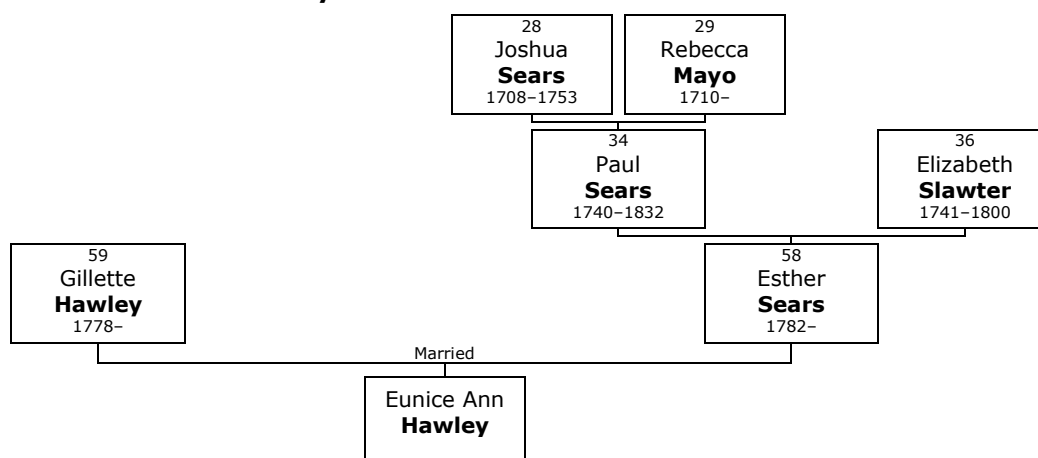 28
Joshua
Sears
1708–1753
29
Rebecca
Mayo
1710–
34
Paul
Sears
1740–1832
36
Elizabeth
Slawter
1741–1800
59
Gillette
Hawley
1778–
58
Esther
Sears
1782–
Married
Eunice Ann
Hawley